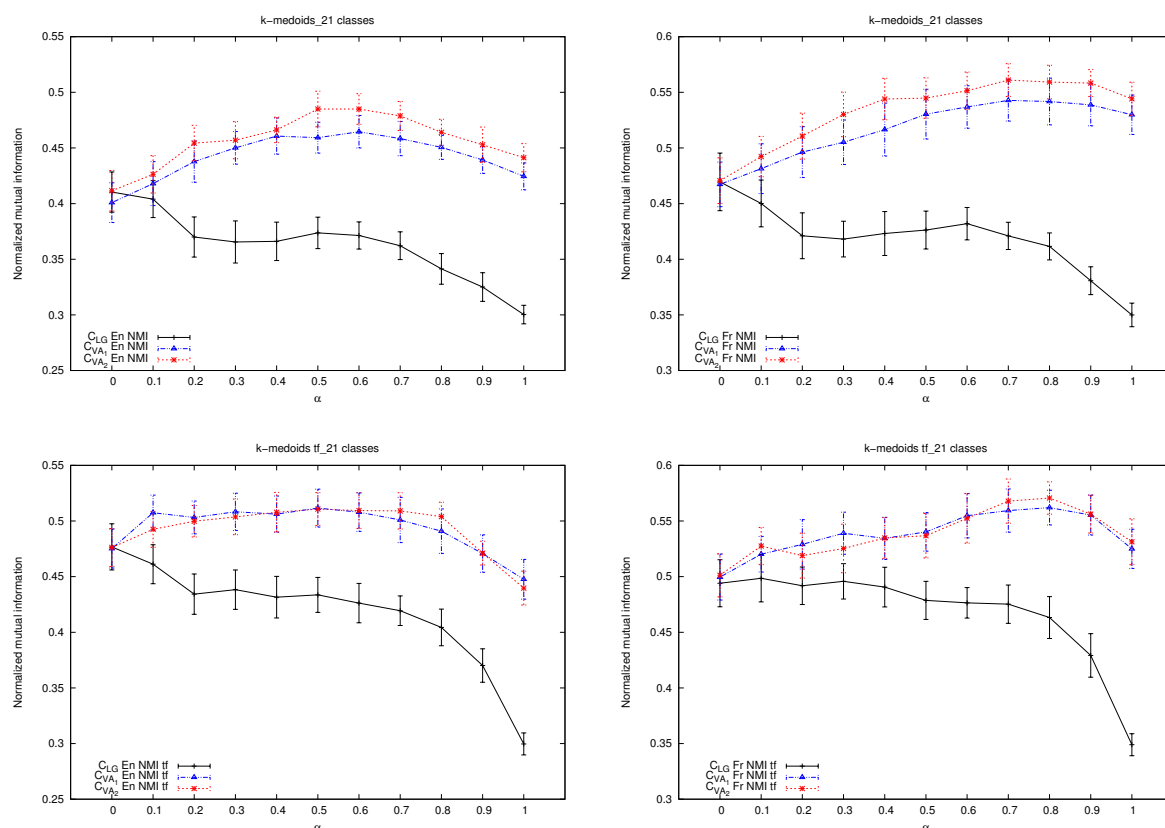 k-medoids_21 classes
0.55
0.5
0.45
0.4
0.35
0.3
0.25
Normalized mutual information
C_LG En NMI
C_VA1 En NMI
C_VA2 En NMI
0 0.1 0.2 0.3 0.4 0.5 0.6 0.7 0.8 0.9 1
α
k-medoids_21 classes
0.6
0.55
0.5
0.45
0.4
0.35
0.3
Normalized mutual information
C_LG Fr NMI
C_VA1 Fr NMI
C_VA2 Fr NMI
0 0.1 0.2 0.3 0.4 0.5 0.6 0.7 0.8 0.9 1
α
k-medoids tf_21 classes
0.55
0.5
0.45
0.4
0.35
0.3
0.25
Normalized mutual information
C_LG En NMI tf
C_VA1 En NMI tf
C_VA2 En NMI tf
0 0.1 0.2 0.3 0.4 0.5 0.6 0.7 0.8 0.9 1
α
k-medoids tf_21 classes
0.6
0.55
0.5
0.45
0.4
0.35
0.3
Normalized mutual information
C_LG Fr NMI tf
C_VA1 Fr NMI tf
C_VA2 Fr NMI tf
0 0.1 0.2 0.3 0.4 0.5 0.6 0.7 0.8 0.9 1
α